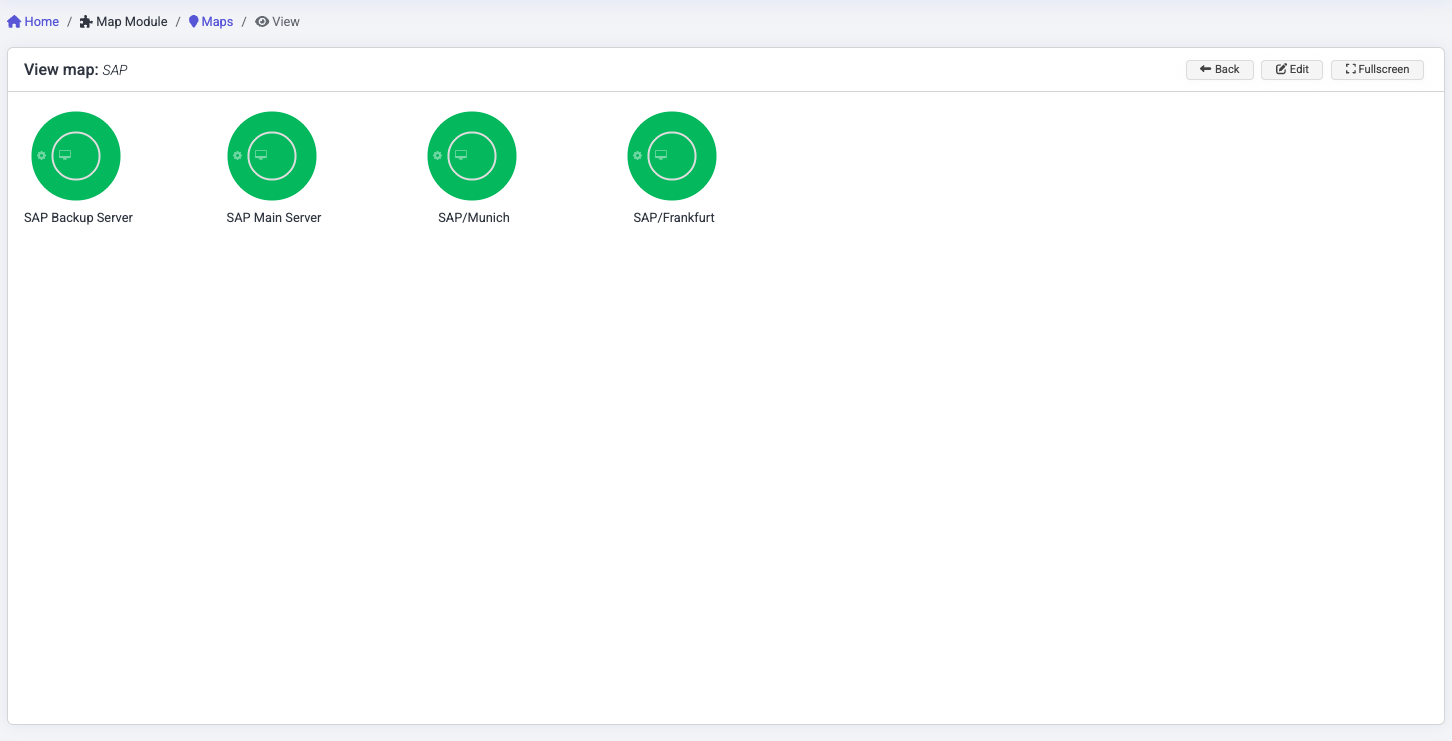 Home / Map Module / Maps / View
View map: SAP
Back Edit Fullscreen
SAP Backup Server SAP Main Server SAP/Munich SAP/Frankfurt